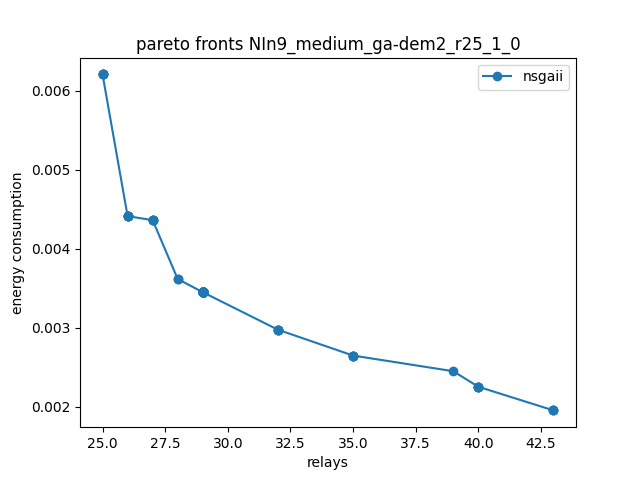 pareto fronts NIn9_medium_ga-dem2_r25_1_0
nsgaii
0.006
0.005
0.004
0.003
0.002
energy consumption
25.0 27.5 30.0 32.5 35.0 37.5 40.0 42.5
relays